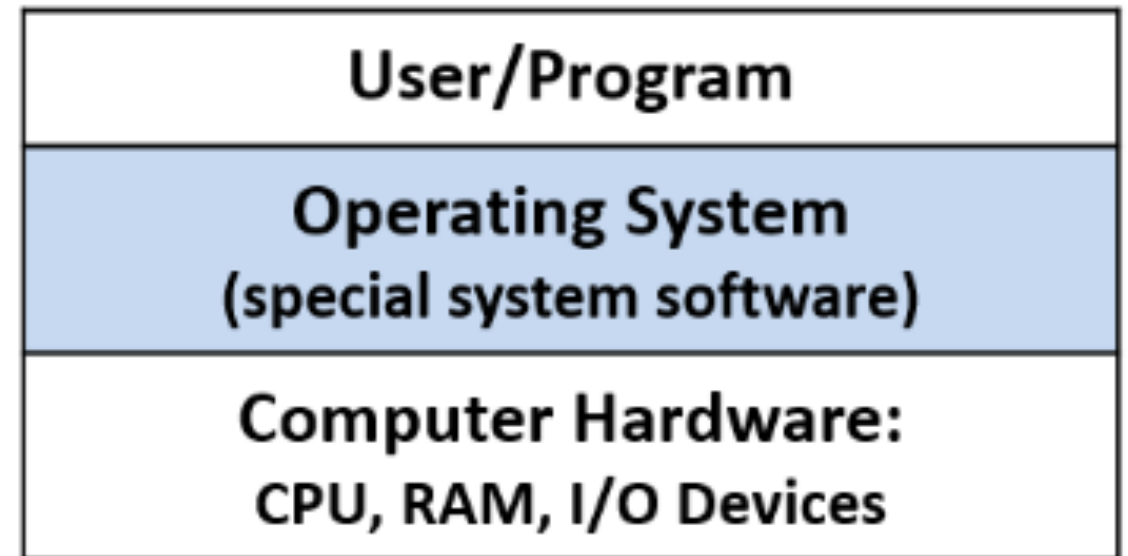 User/Program
Operating System
(special system software)
Computer Hardware:
CPU, RAM, I/O Devices